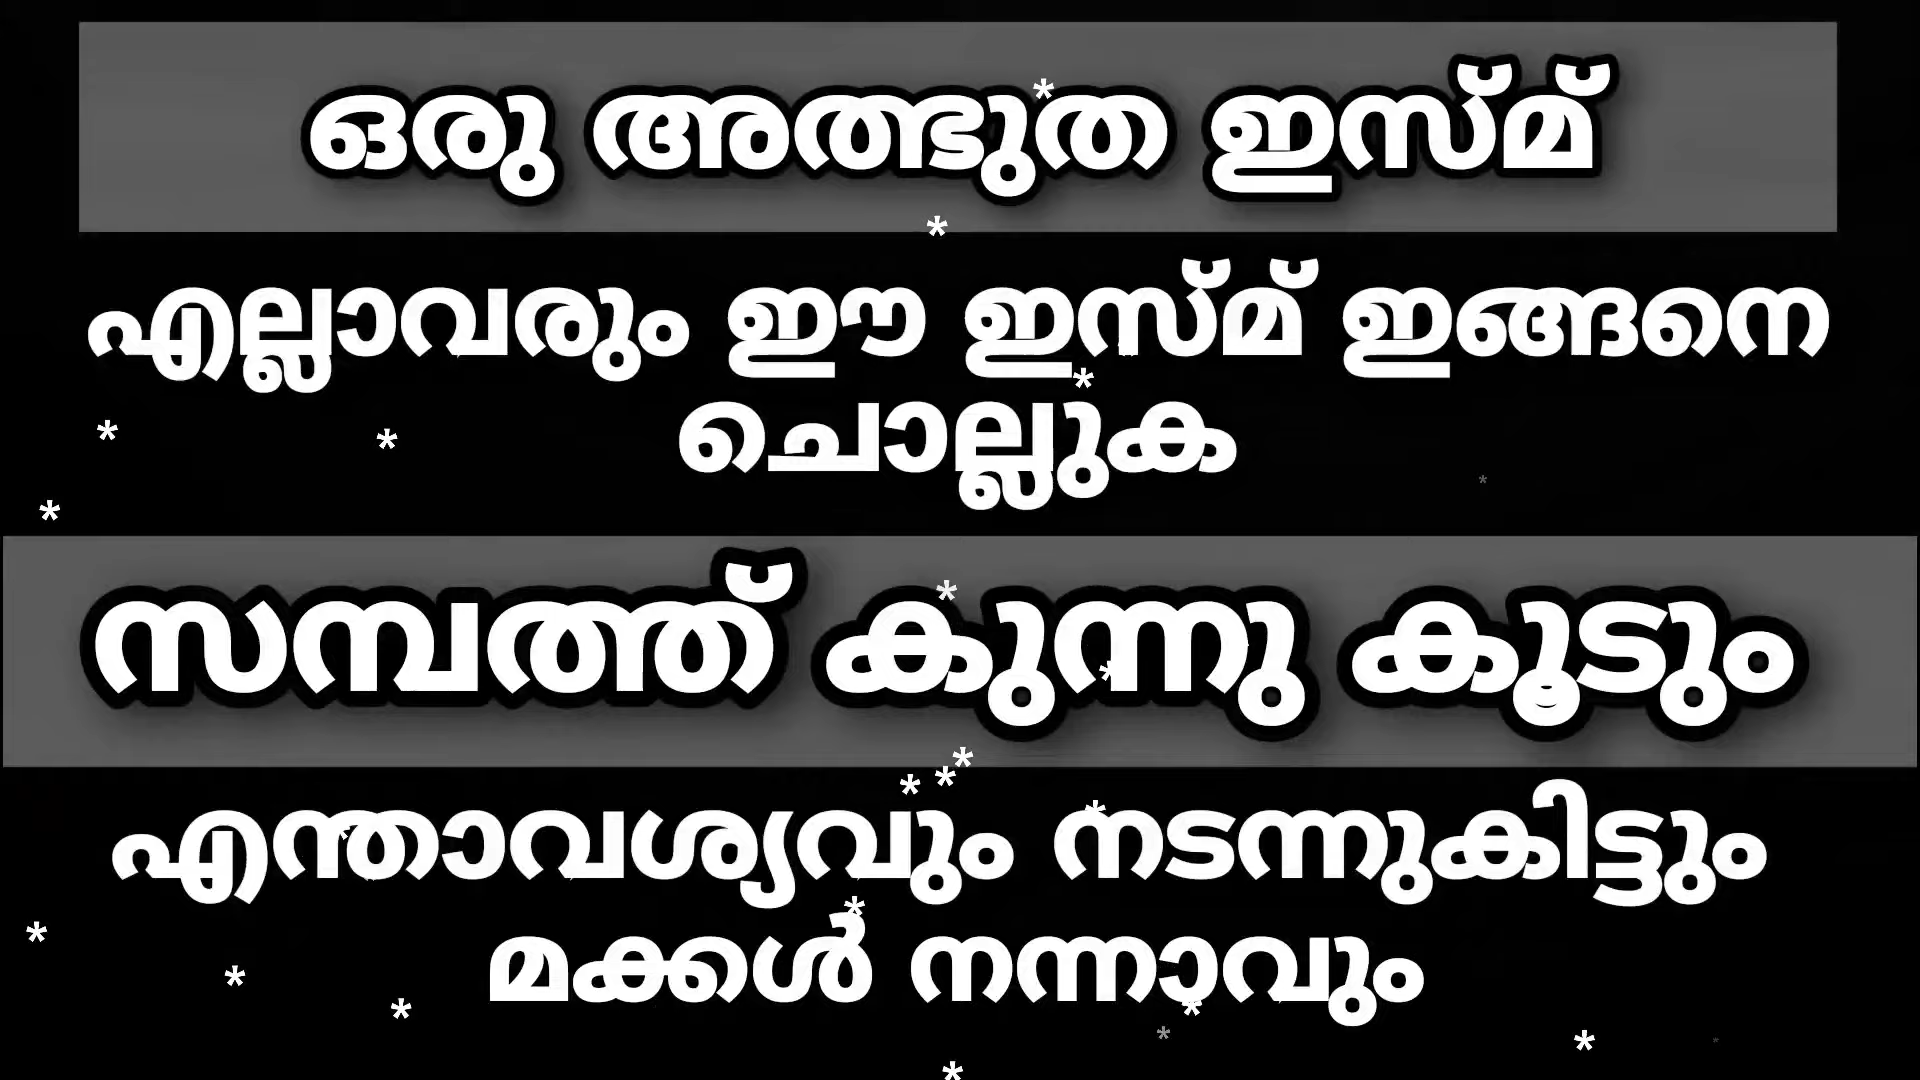 ഒരു അത്ഭുത ഇസ്മ്
എല്ലാവരും ഈ ഇസ്മ് ഇങ്ങനെ
ചൊല്ലുക
സമ്പത്ത് കുന്നു കൂടും
എന്താവശ്യവും നടന്നുകിട്ടും
മക്കൾ നന്നാവും